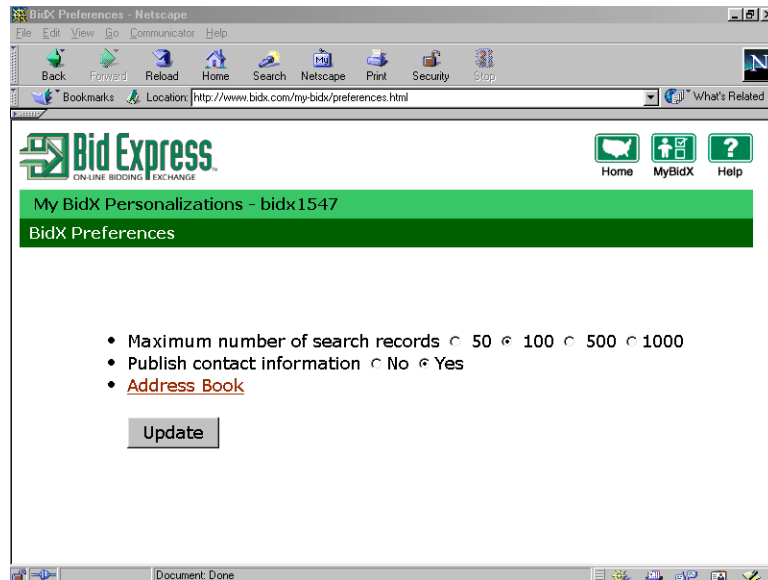 BidX Preferences - Netscape
File Edit View Go Communicator Help
Back Forward Reload Home Search Netscape Print Security Stop
My
N
Bookmarks Location: http://www.bidx.com/my-bidx/preferences.html What's Related
Bid Express
ON-LINE BIDDING EXCHANGE
Home MyBidX Help
My BidX Personalizations - bidx1547
BidX Preferences
• Maximum number of search records 50 100 500 1000
• Publish contact information No Yes
• Address Book
Update
Document: Done